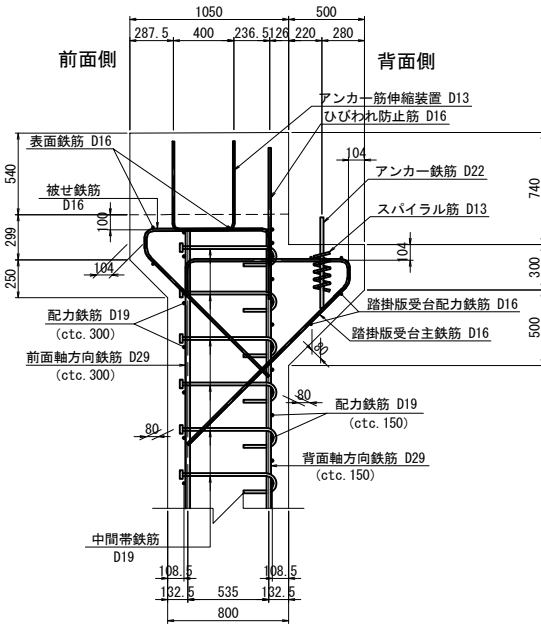 1050
500
287.5
400
236.5
126
220
280
前面側
背面側
アンカー筋伸縮装置 D13
ひびわれ防止筋 D16
表面鉄筋 D16
104
アンカー鉄筋 D22
540
740
被せ鉄筋
D16
スパイラル筋 D13
100
299
104
300
104
250
踏掛版受台配力鉄筋 D16
配力鉄筋 D19
(ctc.300)
踏掛版受台主鉄筋 D16
500
前面軸方向鉄筋 D29
(ctc.300)
80
80
配力鉄筋 D19
(ctc.150)
80
背面軸方向鉄筋 D29
(ctc.150)
中間帯鉄筋
D19
108.5
108.5
132.5
535
132.5
800